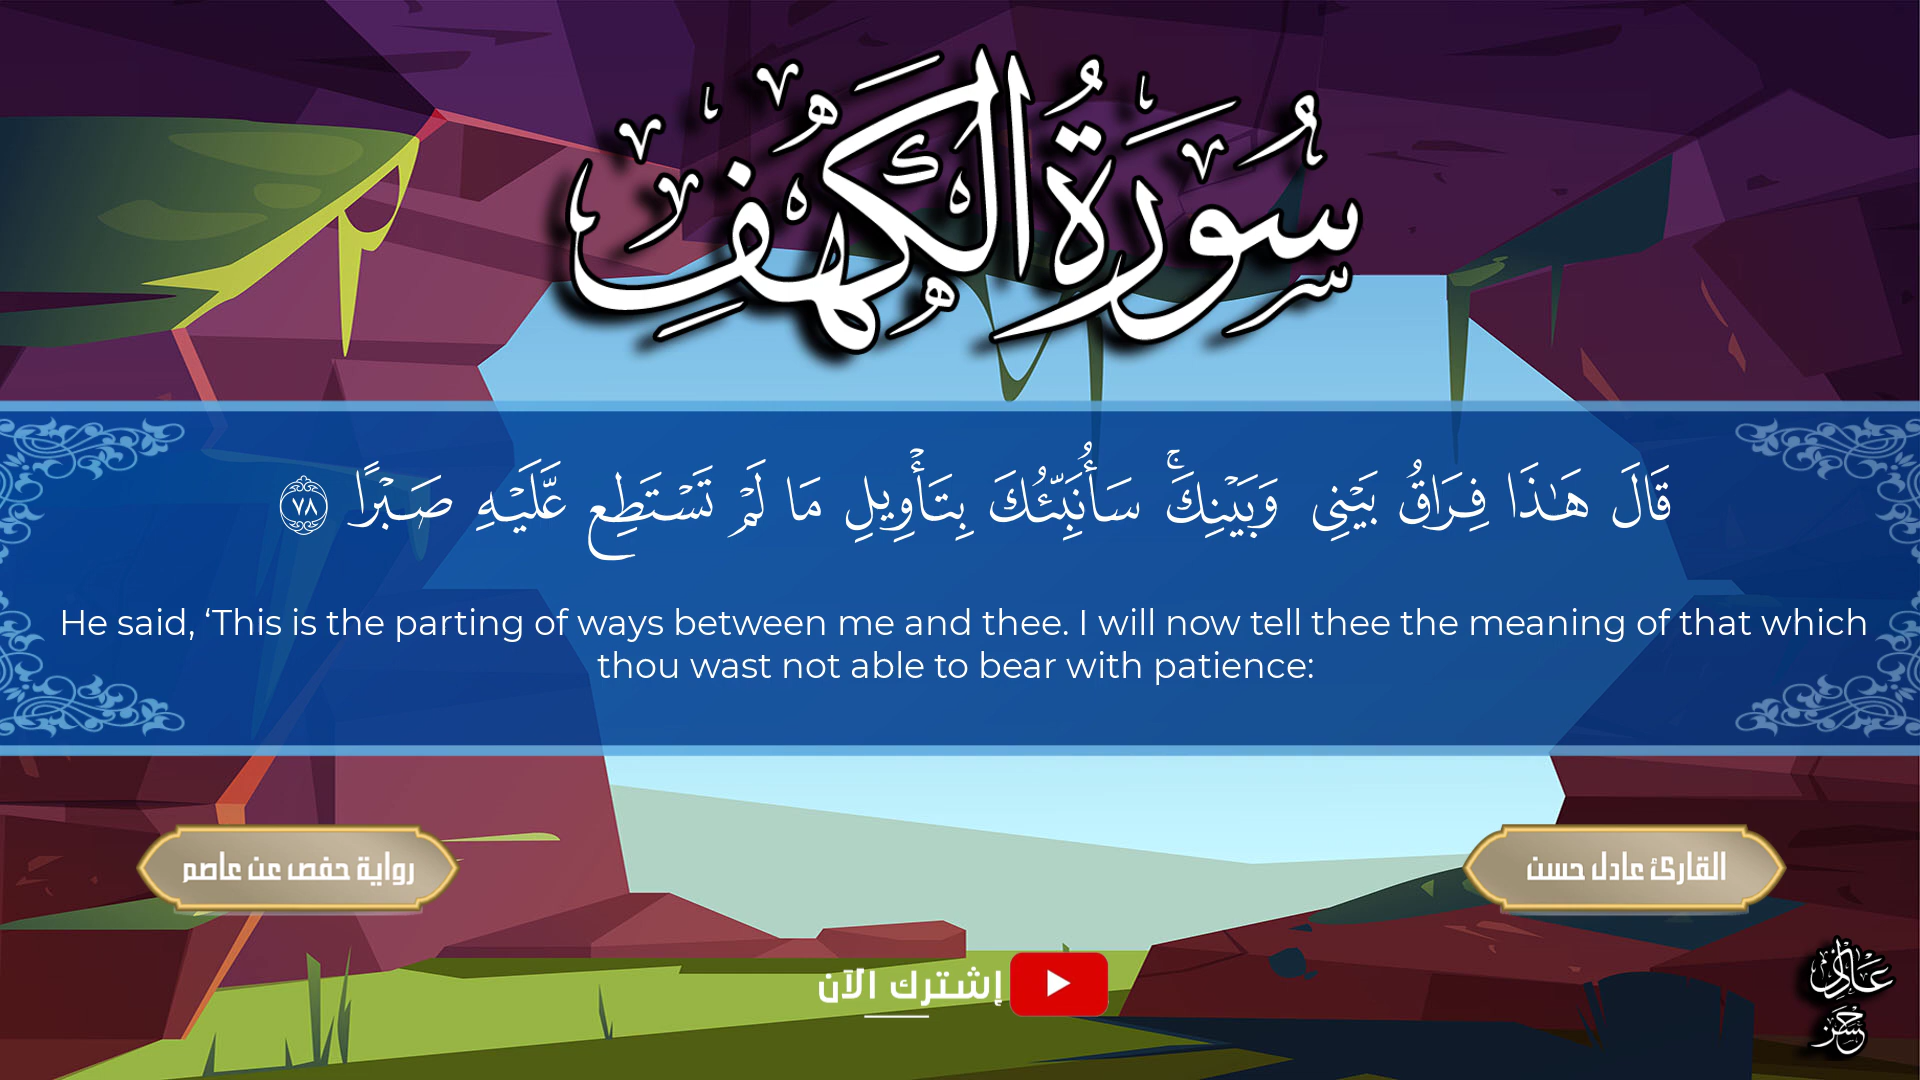 سُورَةُ الْكَهْفِ
قَالَ هَٰذَا فِرَاقُ بَيْنِى وَبَيْنِكَۚ سَأُنَبِّئُكَ بِتَأْوِيلِ مَا لَمْ تَسْتَطِع عَّلَيْهِ صَبْرًا ٧٨
He said, ‘This is the parting of ways between me and thee. I will now tell thee the meaning of that which
thou wast not able to bear with patience:
القارئ عادل حسن
رواية حفص عن عاصم
إشترك الآن
عادل
حسن